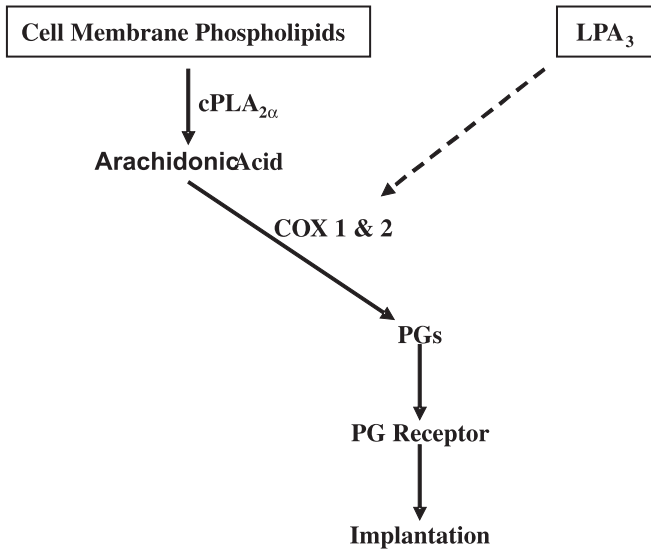 Cell Membrane Phospholipids
LPA3
cPLA2α
ArachidonicAcid
COX 1 & 2
PGs
PG Receptor
Implantation